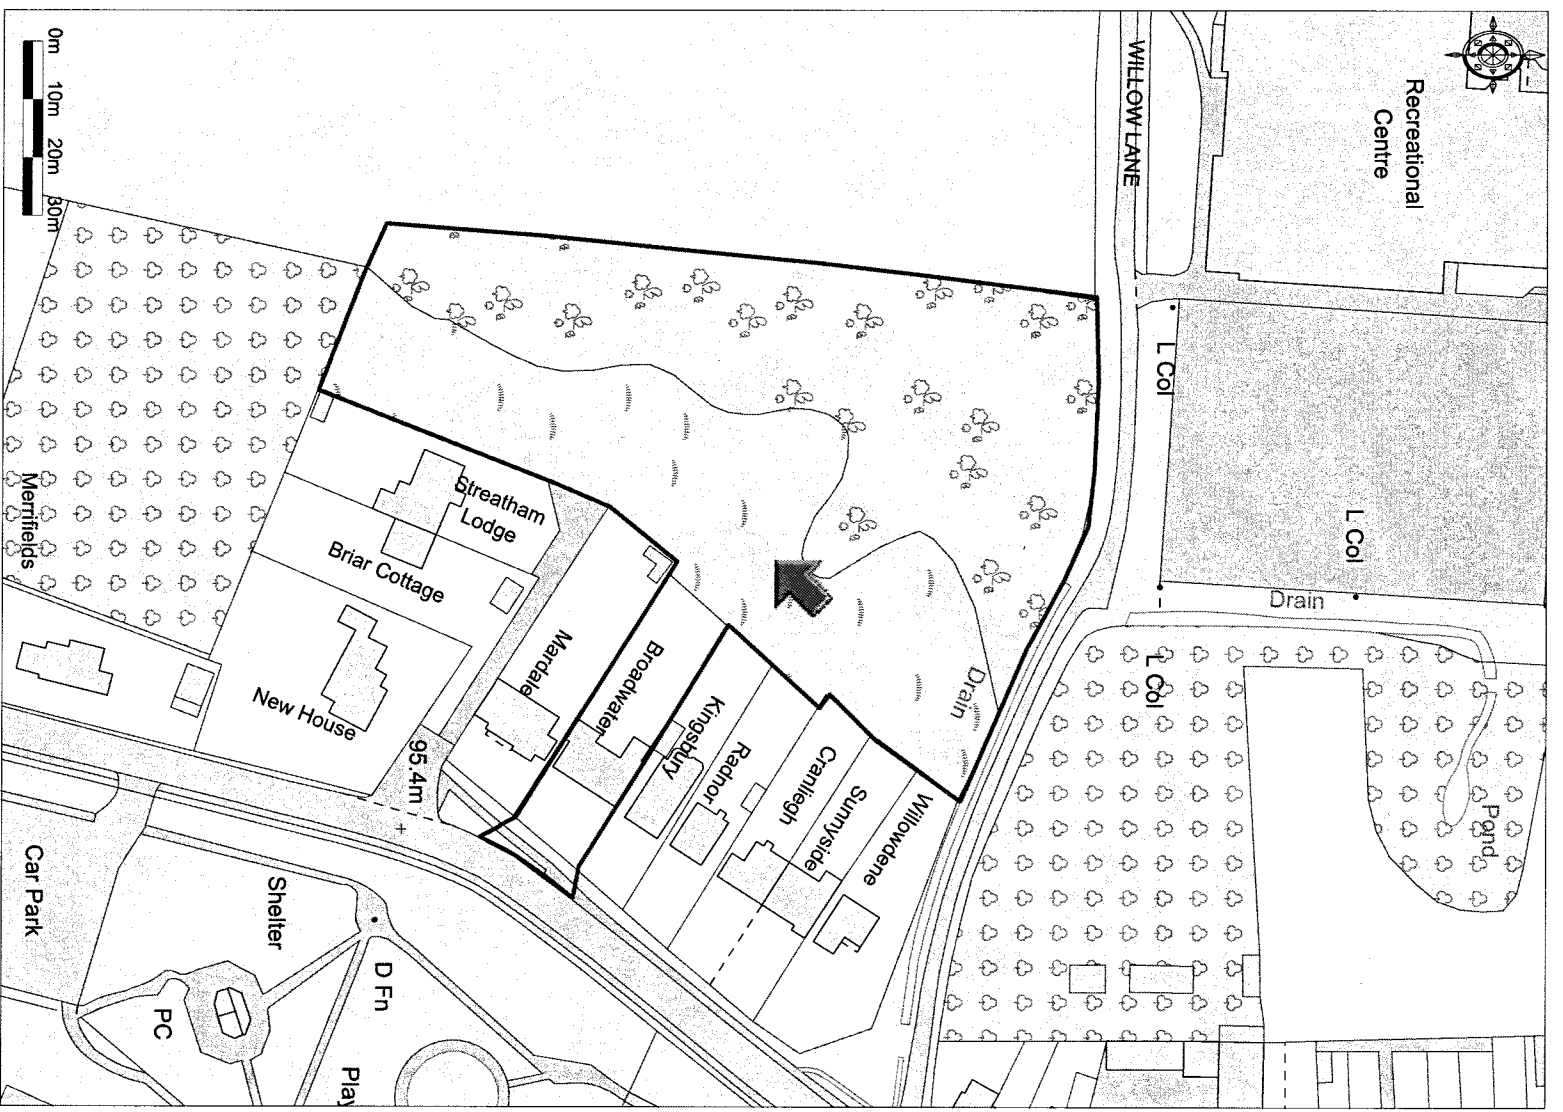 Recreational
Centre
WILLOW LANE
0m 10m 20m 30m
L Col
L Col
L Col
Drain
Pond
Drain
Merrifields
Streatham
Lodge
Briar Cottage
New House
Mardale
Broadwater
Kingsbury
Radnor
Cranliegh
Sunnyside
Willowdene
95.4m
Car Park
Shelter
D Fn
PC
Play